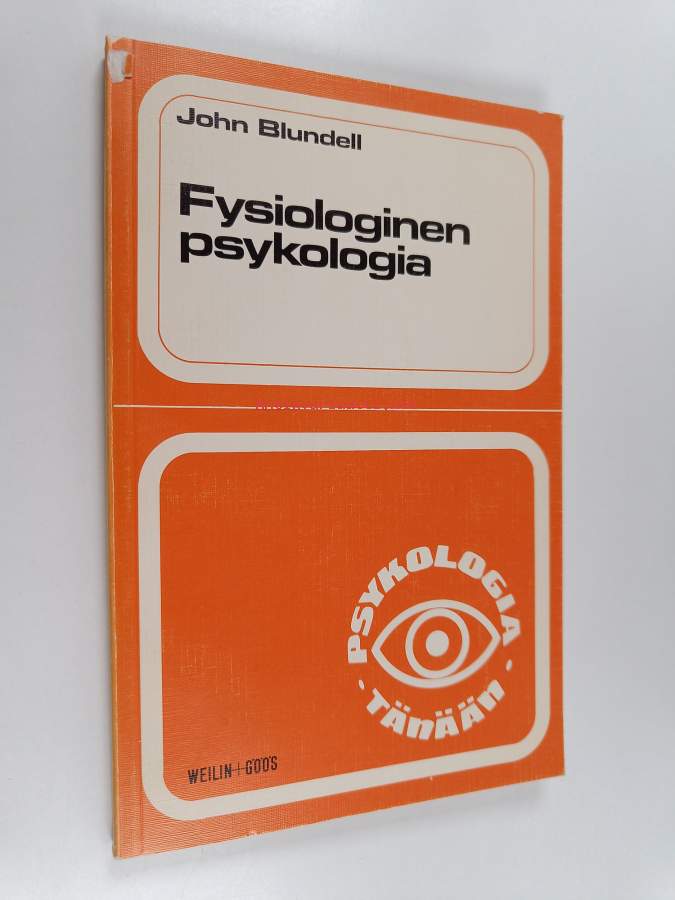 John Blundell
Fysiologinen
psykologia
PSYKOLOGIA
· TÄNÄÄN ·
WEILIN+GÖÖS